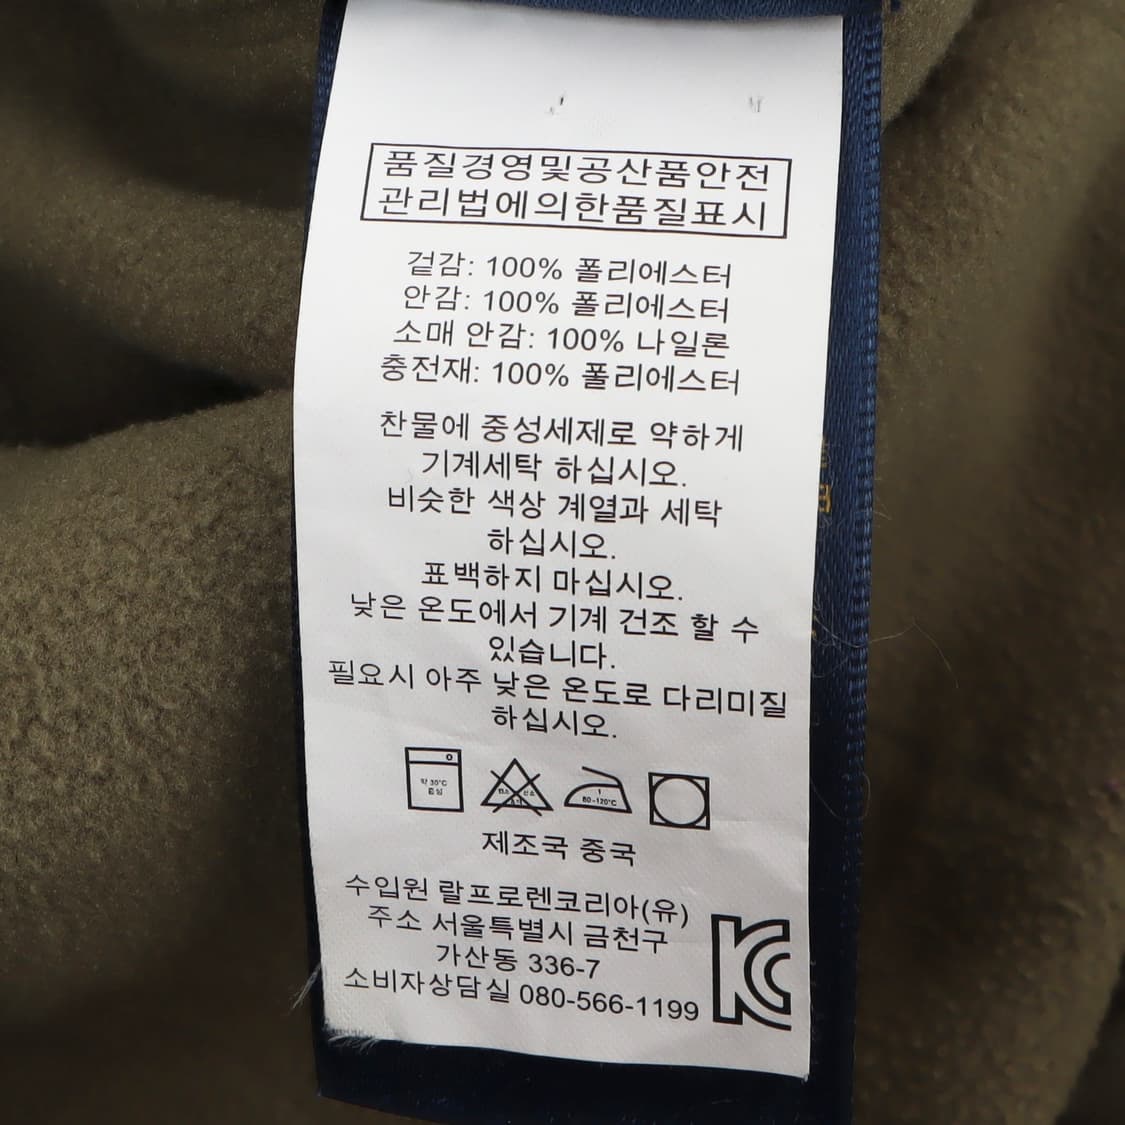 품질경영및공산품안전
관리법에의한품질표시
겉감: 100% 폴리에스터
안감: 100% 폴리에스터
소매 안감: 100% 나일론
충전재: 100% 폴리에스터
찬물에 중성세제로 약하게
기계세탁 하십시오.
비슷한 색상 계열과 세탁
하십시오.
표백하지 마십시오.
낮은 온도에서 기계 건조 할 수
있습니다.
필요시 아주 낮은 온도로 다리미질
하십시오.
약 30°C
중성
1
80~120°C
제조국 중국
수입원 랄프로렌코리아(유)
주소 서울특별시 금천구
가산동 336-7
소비자상담실 080-566-1199
KC